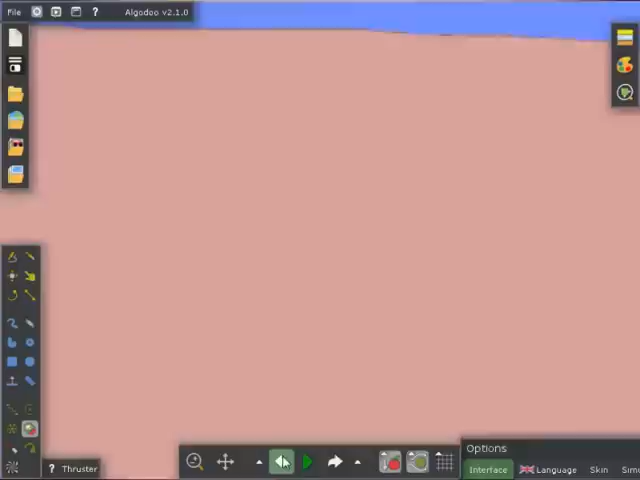 File ? Algodoo v2.1.0
? Thruster
Options
Interface Language Skin Simu